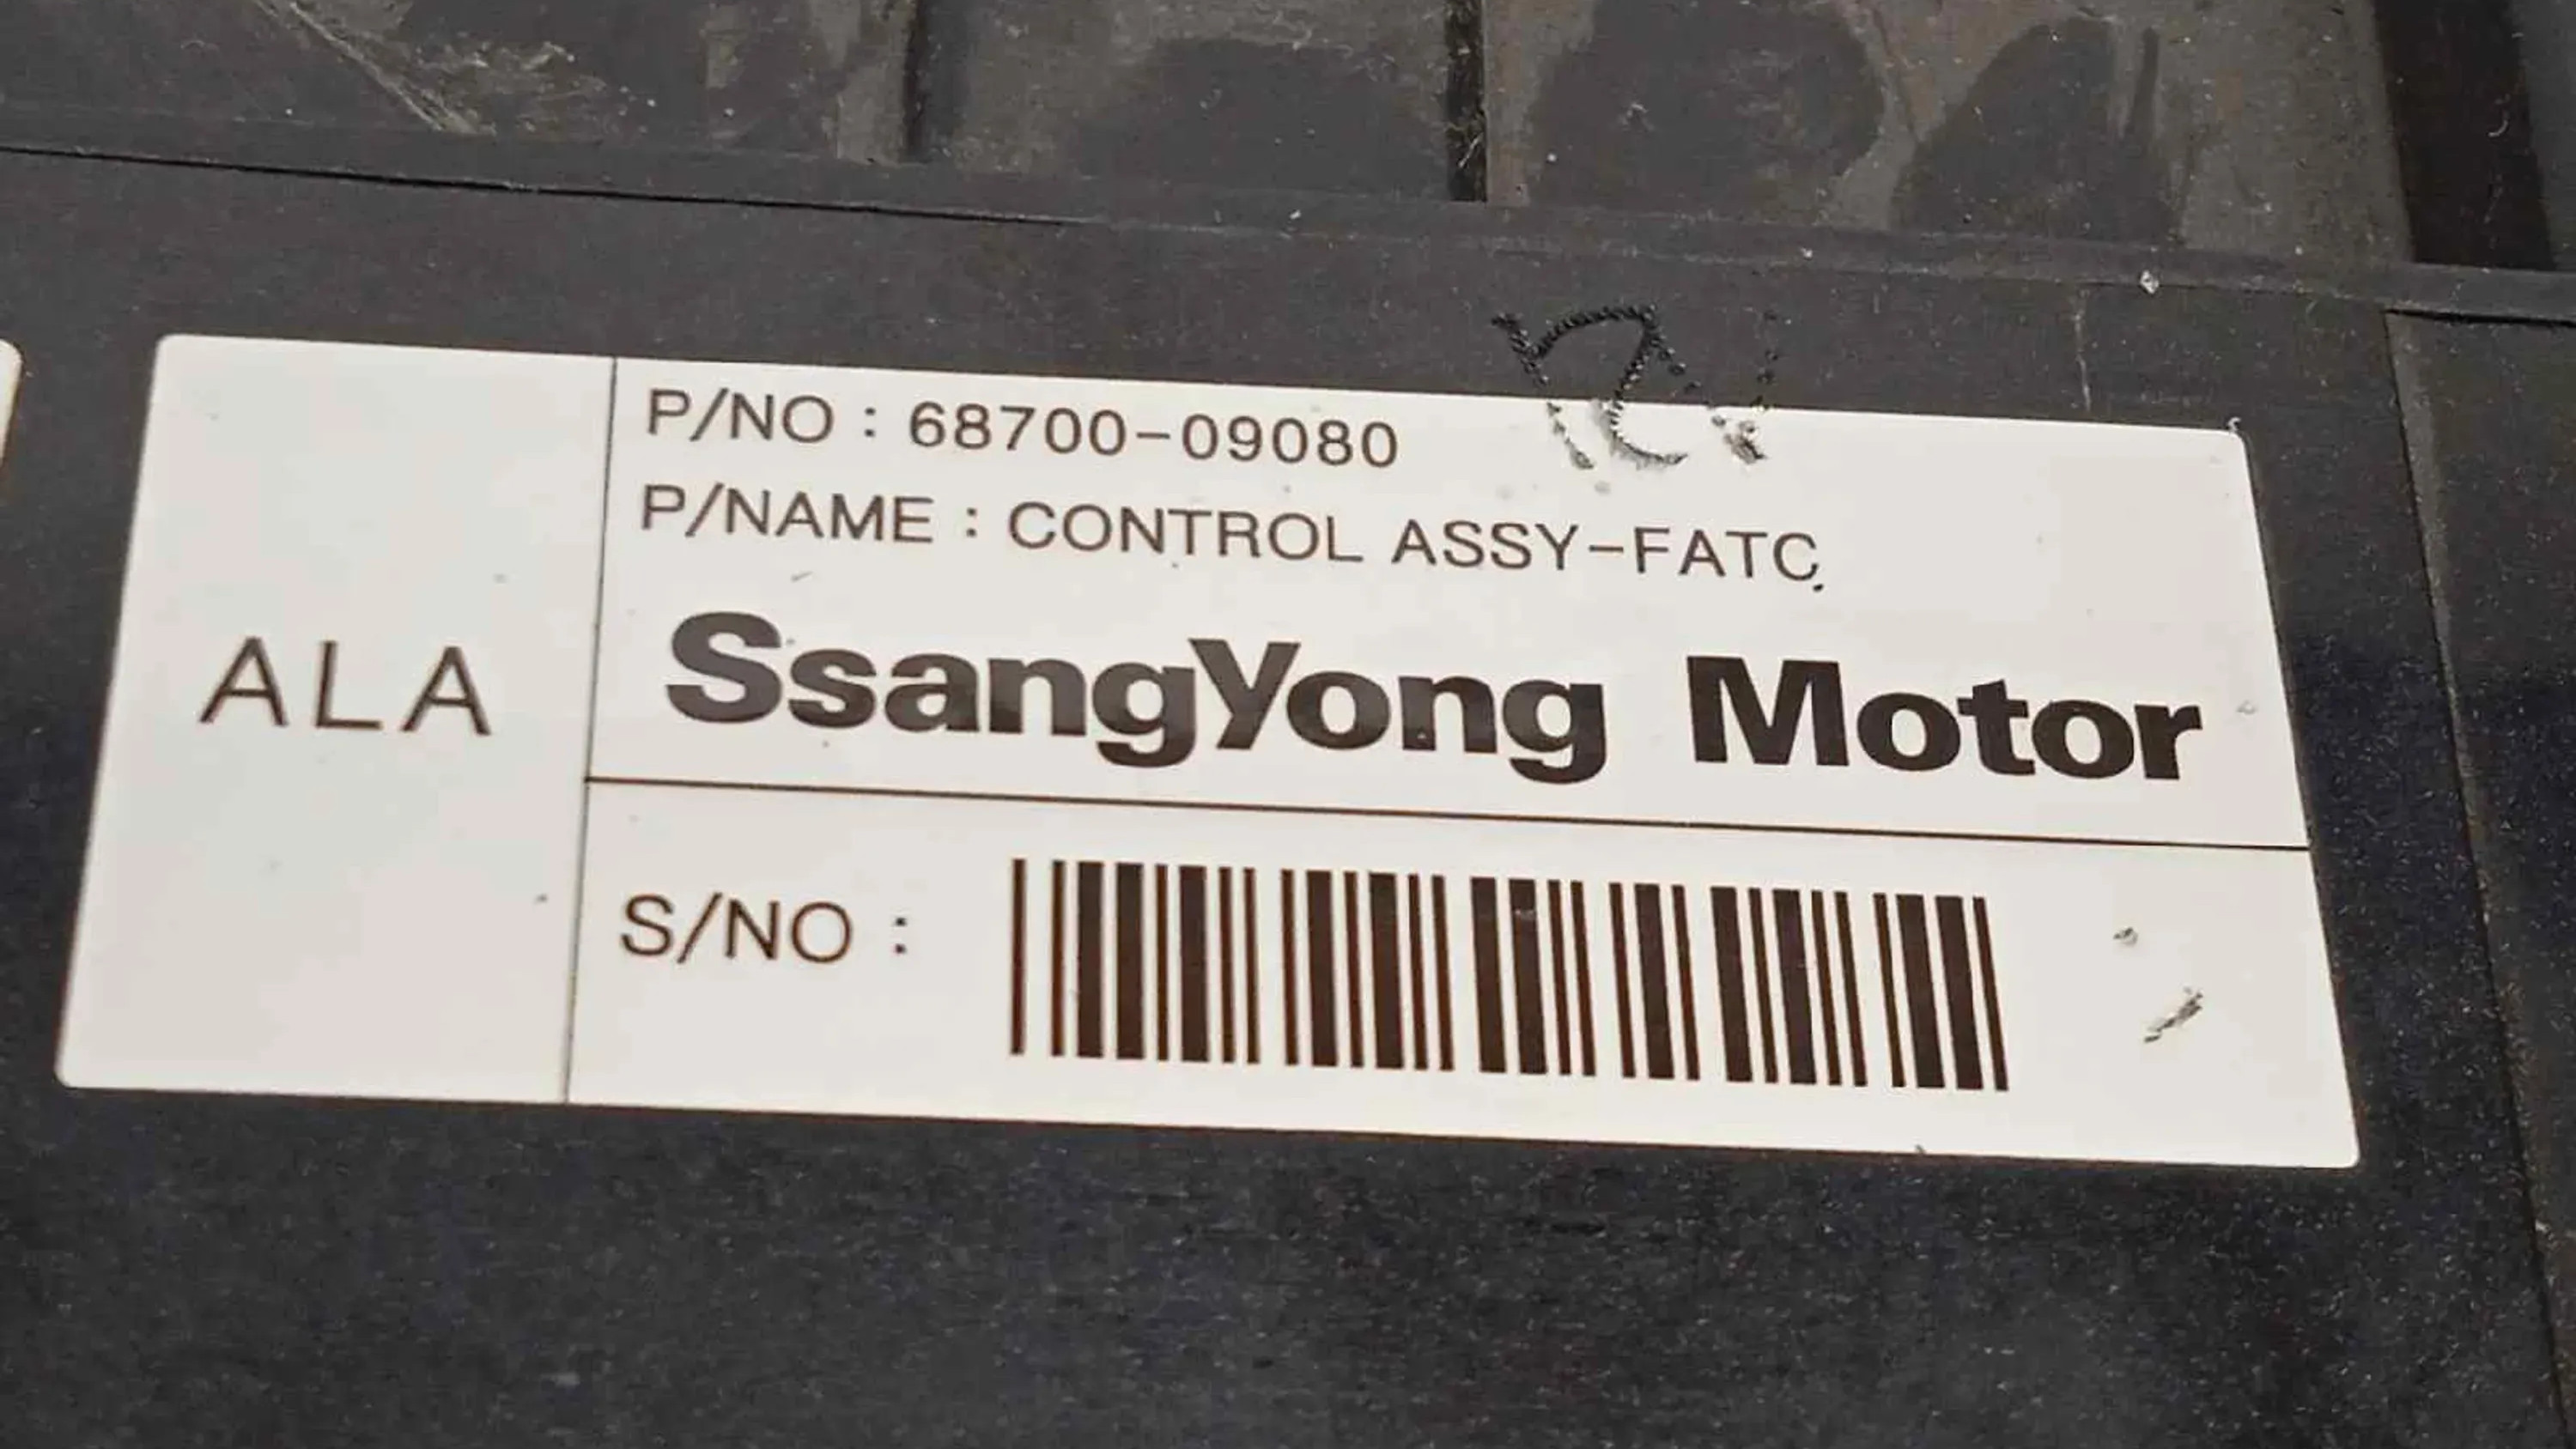 ALA
P/NO : 68700-09080
P/NAME : CONTROL ASSY-FATC
SsangYong Motor
S/NO :